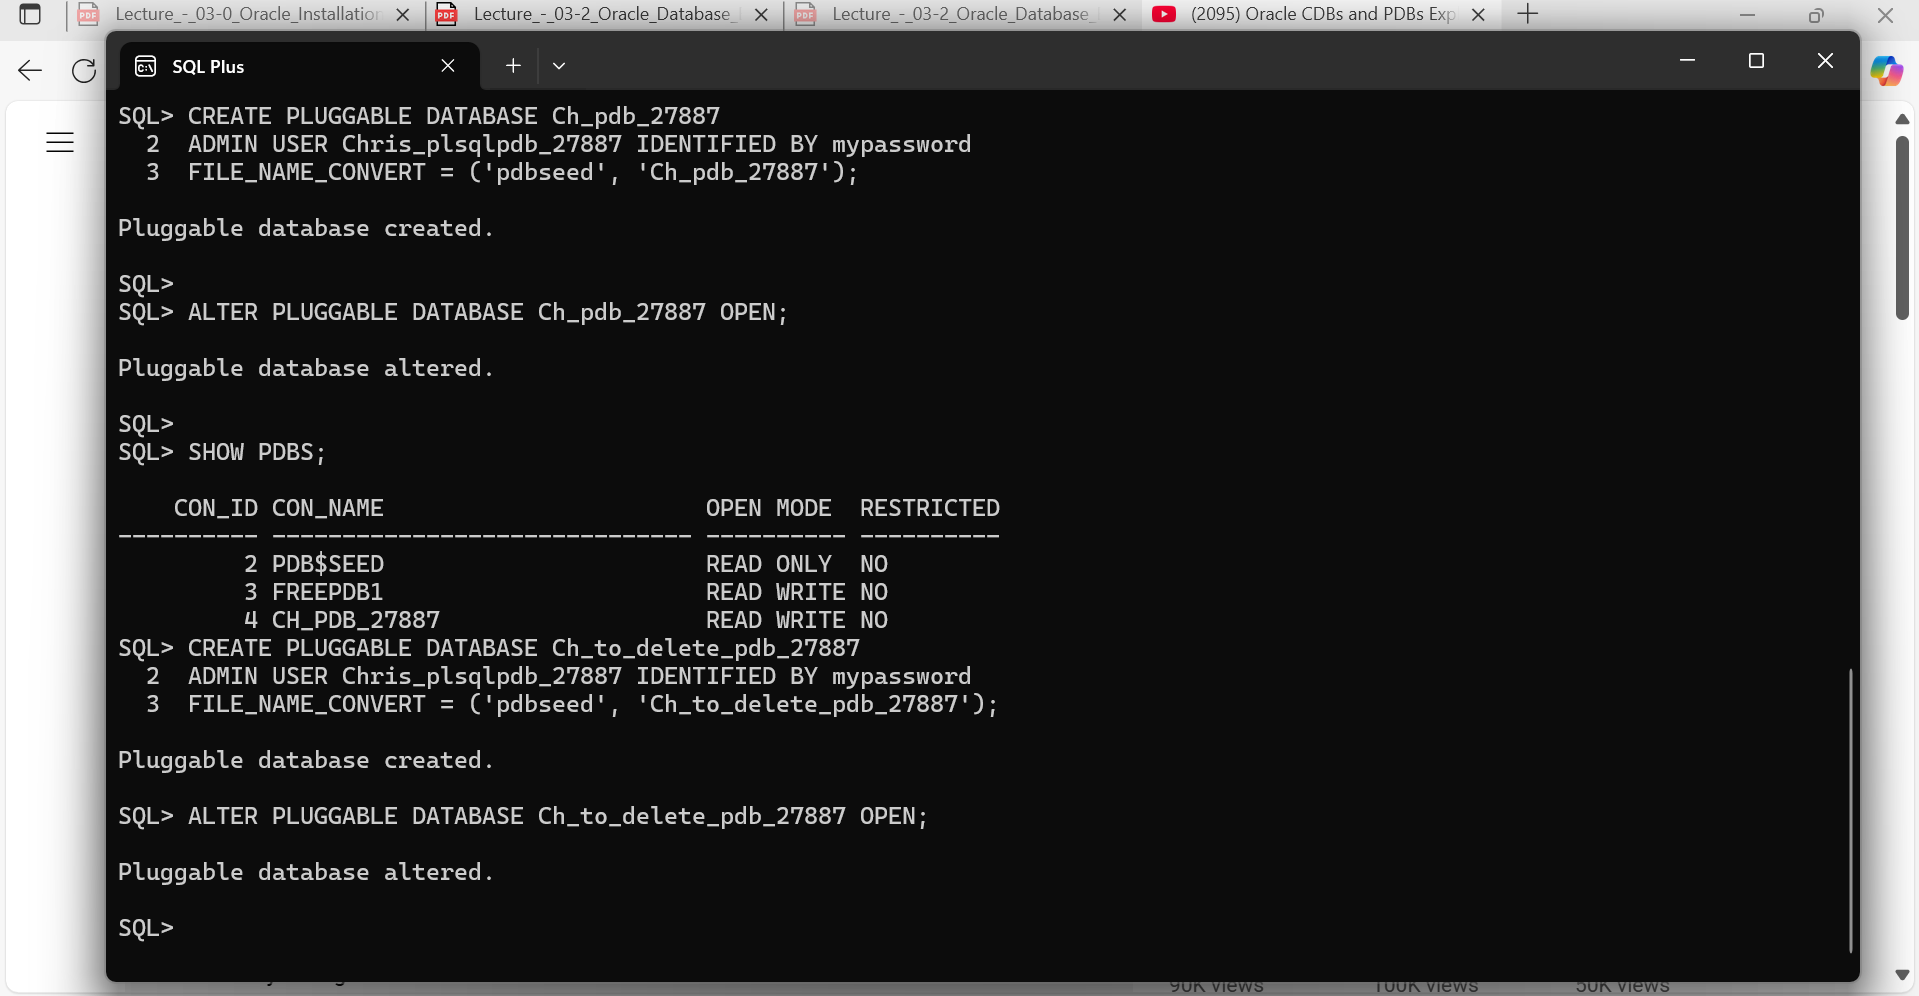 Lecture_-_03-0_Oracle_Installation
Lecture_-_03-2_Oracle_Database_
Lecture_-_03-2_Oracle_Database_
(2095) Oracle CDBs and PDBs Exp
SQL Plus
SQL> CREATE PLUGGABLE DATABASE Ch_pdb_27887
2 ADMIN USER Chris_plsqlpdb_27887 IDENTIFIED BY mypassword
3 FILE_NAME_CONVERT = ('pdbseed', 'Ch_pdb_27887');
Pluggable database created.
SQL>
SQL> ALTER PLUGGABLE DATABASE Ch_pdb_27887 OPEN;
Pluggable database altered.
SQL>
SQL> SHOW PDBS;
CON_ID CON_NAME OPEN MODE RESTRICTED
---------- ------------------------------ ---------- ----------
2 PDB$SEED READ ONLY NO
3 FREEPDB1 READ WRITE NO
4 CH_PDB_27887 READ WRITE NO
SQL> CREATE PLUGGABLE DATABASE Ch_to_delete_pdb_27887
2 ADMIN USER Chris_plsqlpdb_27887 IDENTIFIED BY mypassword
3 FILE_NAME_CONVERT = ('pdbseed', 'Ch_to_delete_pdb_27887');
Pluggable database created.
SQL> ALTER PLUGGABLE DATABASE Ch_to_delete_pdb_27887 OPEN;
Pluggable database altered.
SQL>
90K views 100K views 50K views